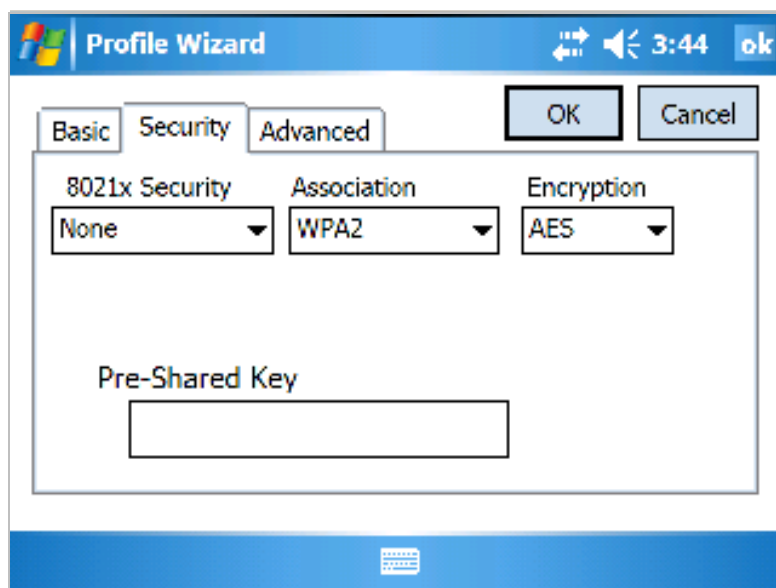 Profile Wizard 3:44 ok
Basic Security Advanced OK Cancel
8021x Security Association Encryption
None WPA2 AES
Pre-Shared Key